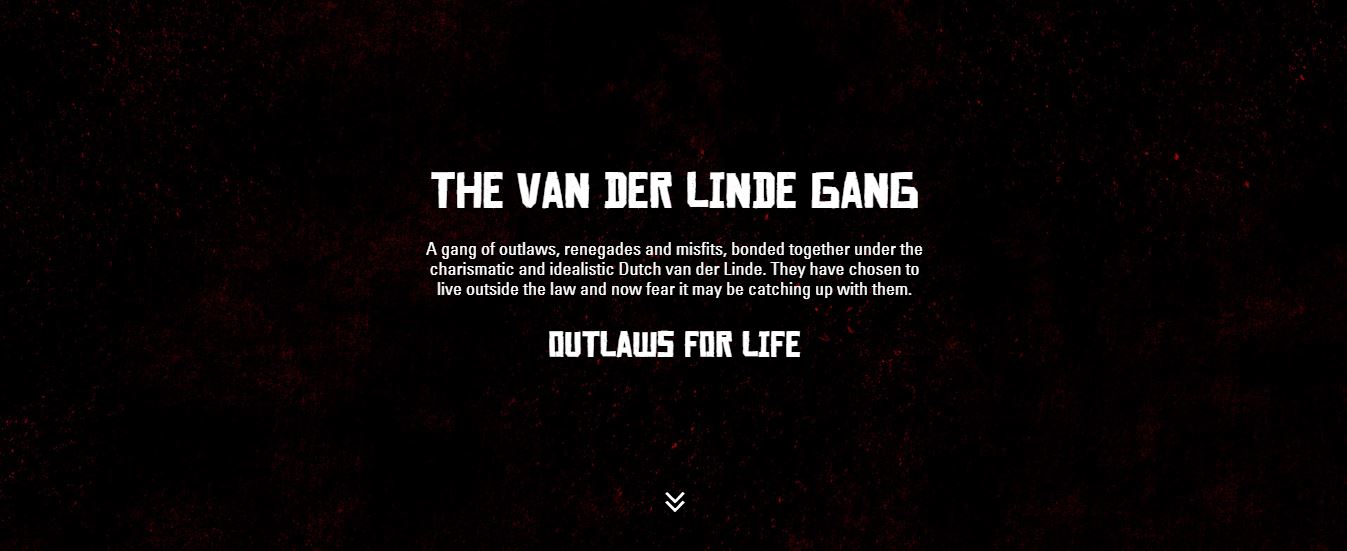 THE VAN DER LINDE GANG
A gang of outlaws, renegades and misfits, bonded together under the
charismatic and idealistic Dutch van der Linde. They have chosen to
live outside the law and now fear it may be catching up with them.
OUTLAWS FOR LIFE